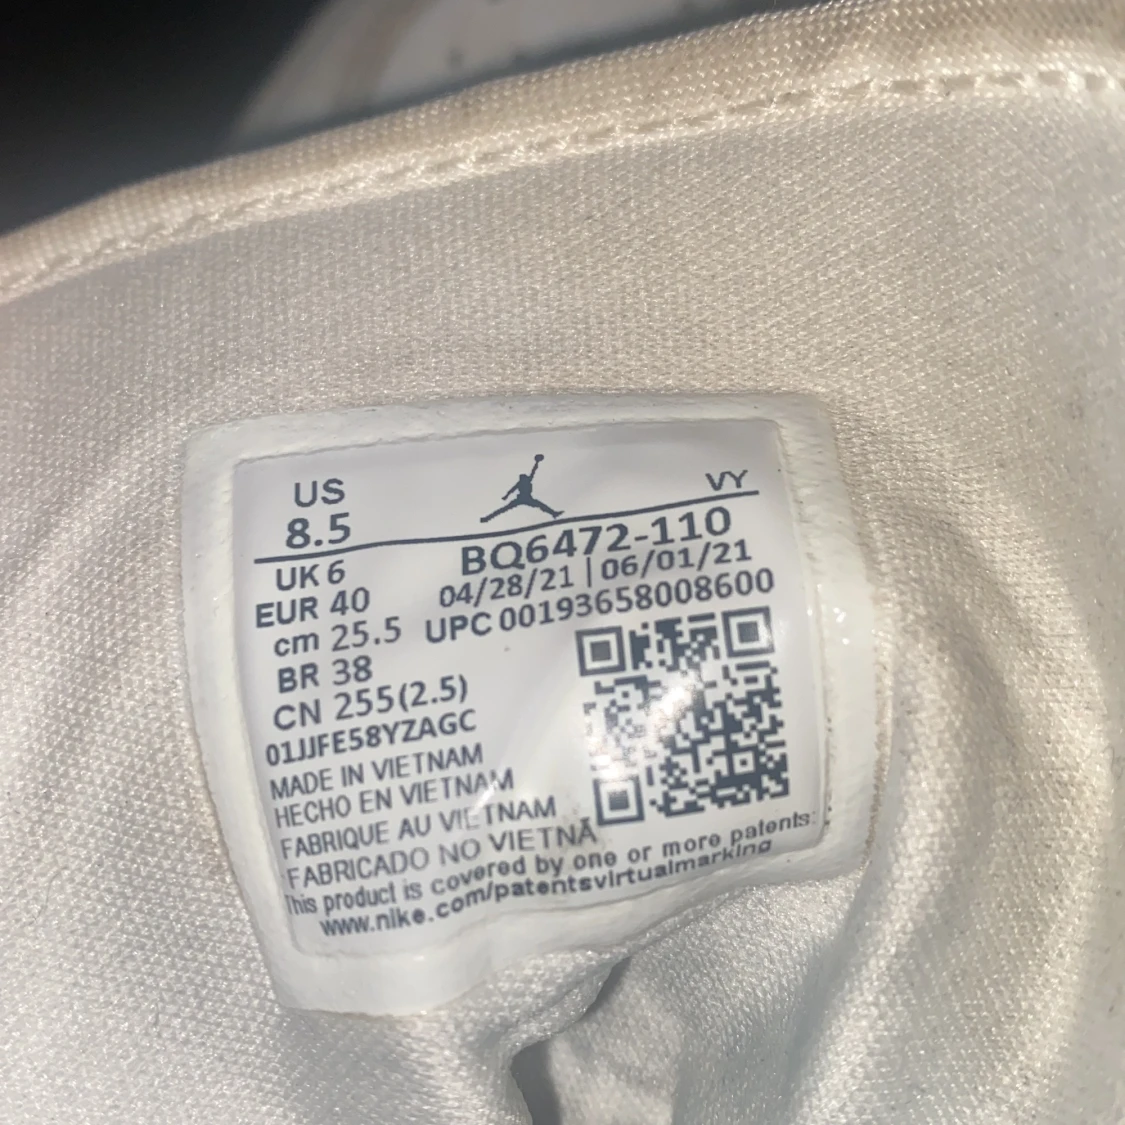 US
8.5
VY
UK 6
BQ6472-110
EUR 40
04/28/21 | 06/01/21
cm 25.5
UPC 00193658008600
BR 38
CN 255(2.5)
01JJFE58YZAGC
MADE IN VIETNAM
HECHO EN VIETNAM
FABRIQUE AU VIETNAM
FABRICADO NO VIETNÃ
This product is covered by one or more patents:
www.nike.com/patentsvirtualmarking